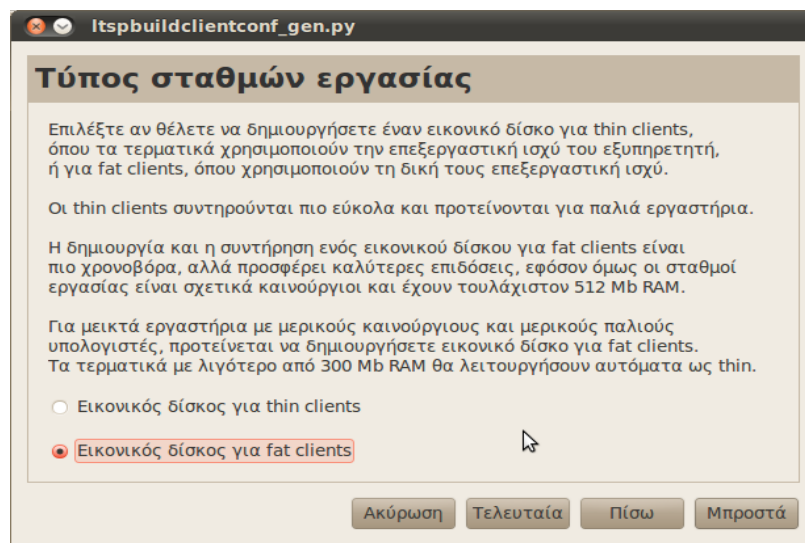 ltspbuildclientconf_gen.py
Τύπος σταθμών εργασίας
Επιλέξτε αν θέλετε να δημιουργήσετε έναν εικονικό δίσκο για thin clients,
όπου τα τερματικά χρησιμοποιούν την επεξεργαστική ισχύ του εξυπηρετητή,
ή για fat clients, όπου χρησιμοποιούν τη δική τους επεξεργαστική ισχύ.
Οι thin clients συντηρούνται πιο εύκολα και προτείνονται για παλιά εργαστήρια.
Η δημιουργία και η συντήρηση ενός εικονικού δίσκου για fat clients είναι
πιο χρονοβόρα, αλλά προσφέρει καλύτερες επιδόσεις, εφόσον όμως οι σταθμοί
εργασίας είναι σχετικά καινούργιοι και έχουν τουλάχιστον 512 Mb RAM.
Για μεικτά εργαστήρια με μερικούς καινούργιους και μερικούς παλιούς
υπολογιστές, προτείνεται να δημιουργήσετε εικονικό δίσκο για fat clients.
Τα τερματικά με λιγότερο από 300 Mb RAM θα λειτουργήσουν αυτόματα ως thin.
Εικονικός δίσκος για thin clients
Εικονικός δίσκος για fat clients
Ακύρωση Τελευταία Πίσω Μπροστά